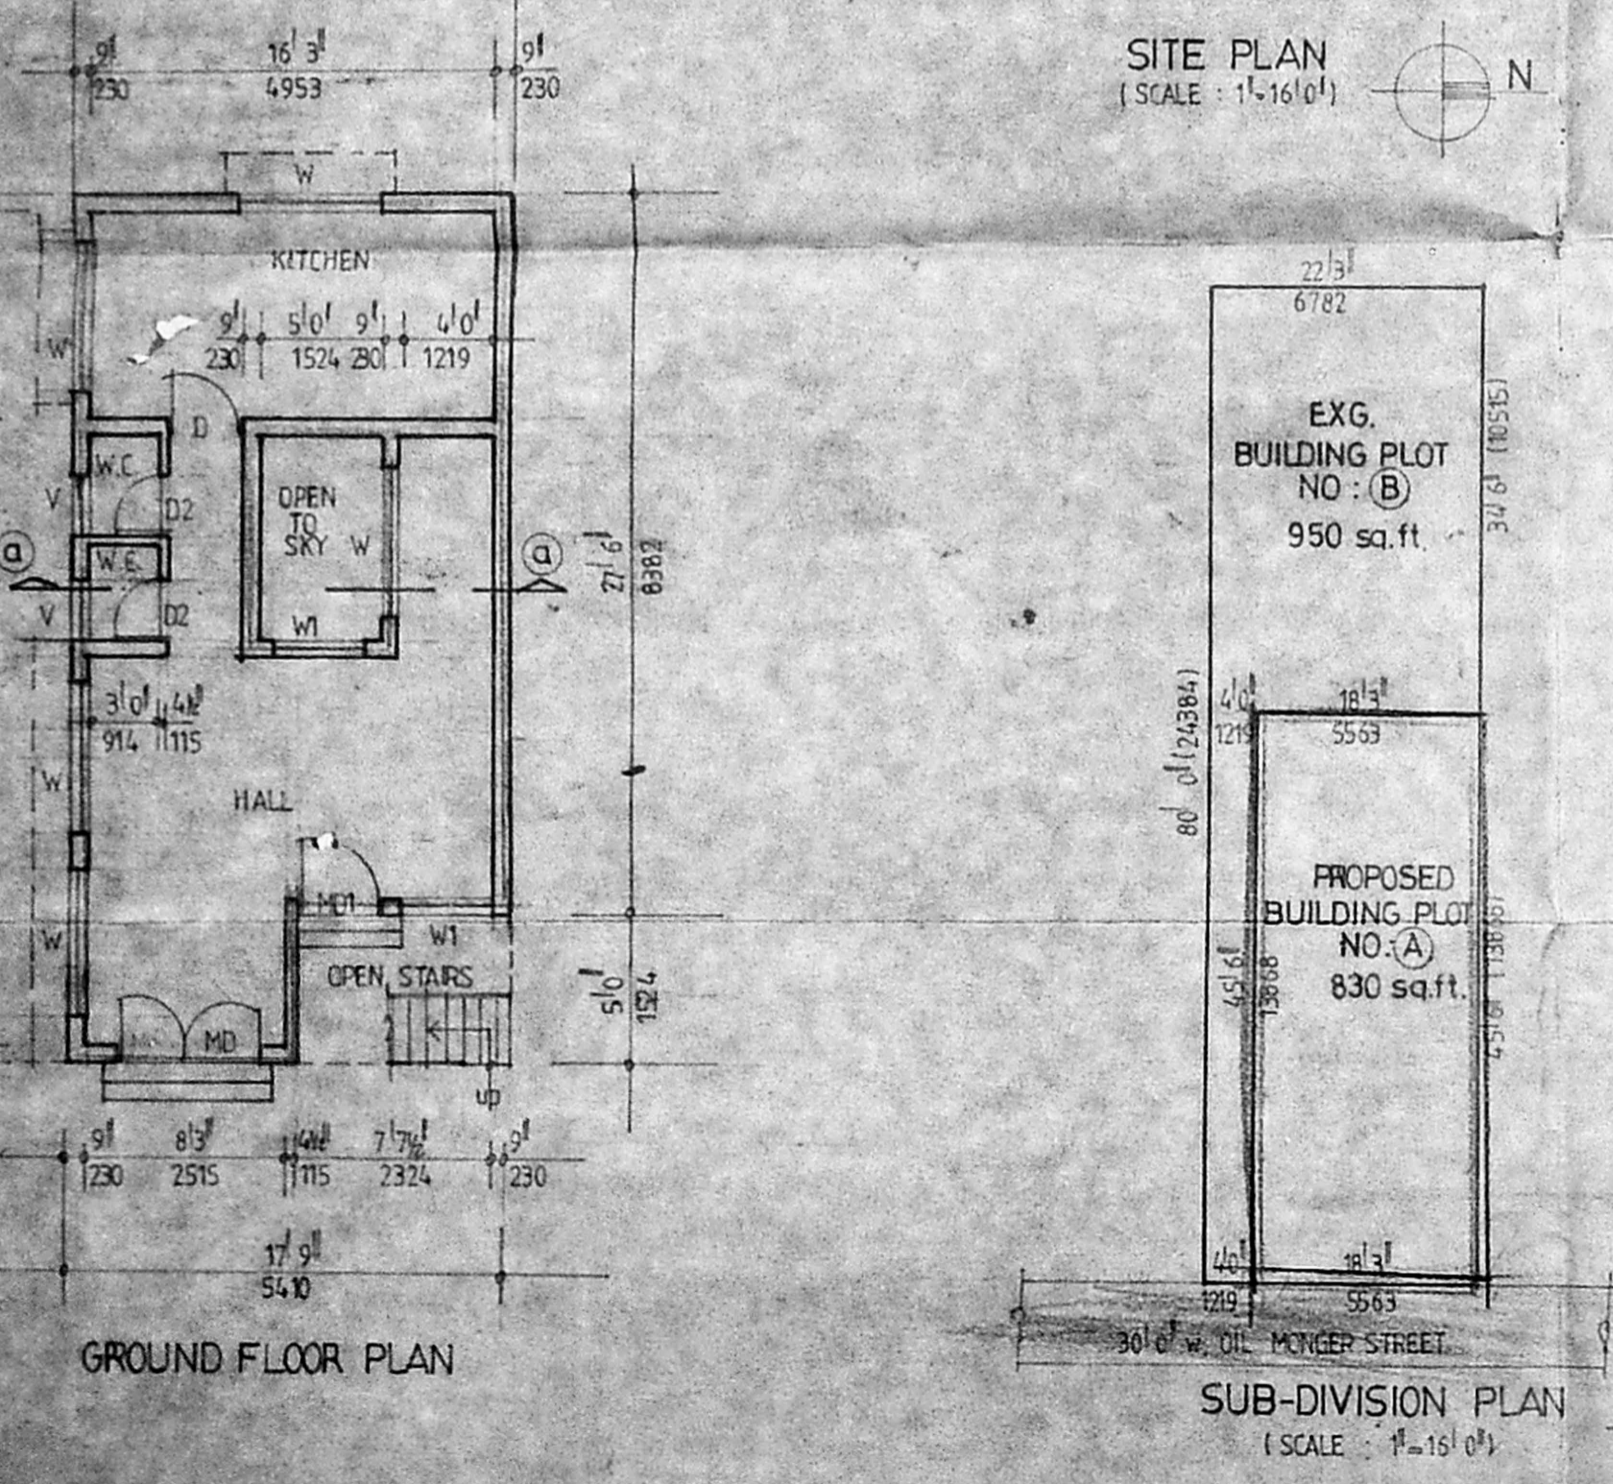 9" 16' 3" 9"
230 4953 230
SITE PLAN
( SCALE : 1"=16'0")
N
W
KITCHEN
9" 5'0" 9" 4'0"
230 1524 230 1219
W
D
W.C.
V
D2
OPEN
TO
SKY
W
a
a
W.C.
V
D2
W1
27' 6"
8382
3'0" 4½"
914 115
W
HALL
MD1
W1
W
OPEN STAIRS
MD
UP
5'0"
1524
9" 8'3" 4½" 7'7½" 9"
230 2515 115 2324 230
17' 9"
5410
GROUND FLOOR PLAN
22'3"
6782
EXG.
BUILDING PLOT
NO : B
950 sq.ft.
34'6" (10515)
80' 0" (24384)
4'0" 18'3"
1219 5563
PROPOSED
BUILDING PLOT
NO : A
830 sq.ft.
45'6"
13868
45'6" (13868)
4'0" 18'3"
1219 5563
30'0" W. OIL MONGER STREET
SUB-DIVISION PLAN
( SCALE : 1"=16' 0")